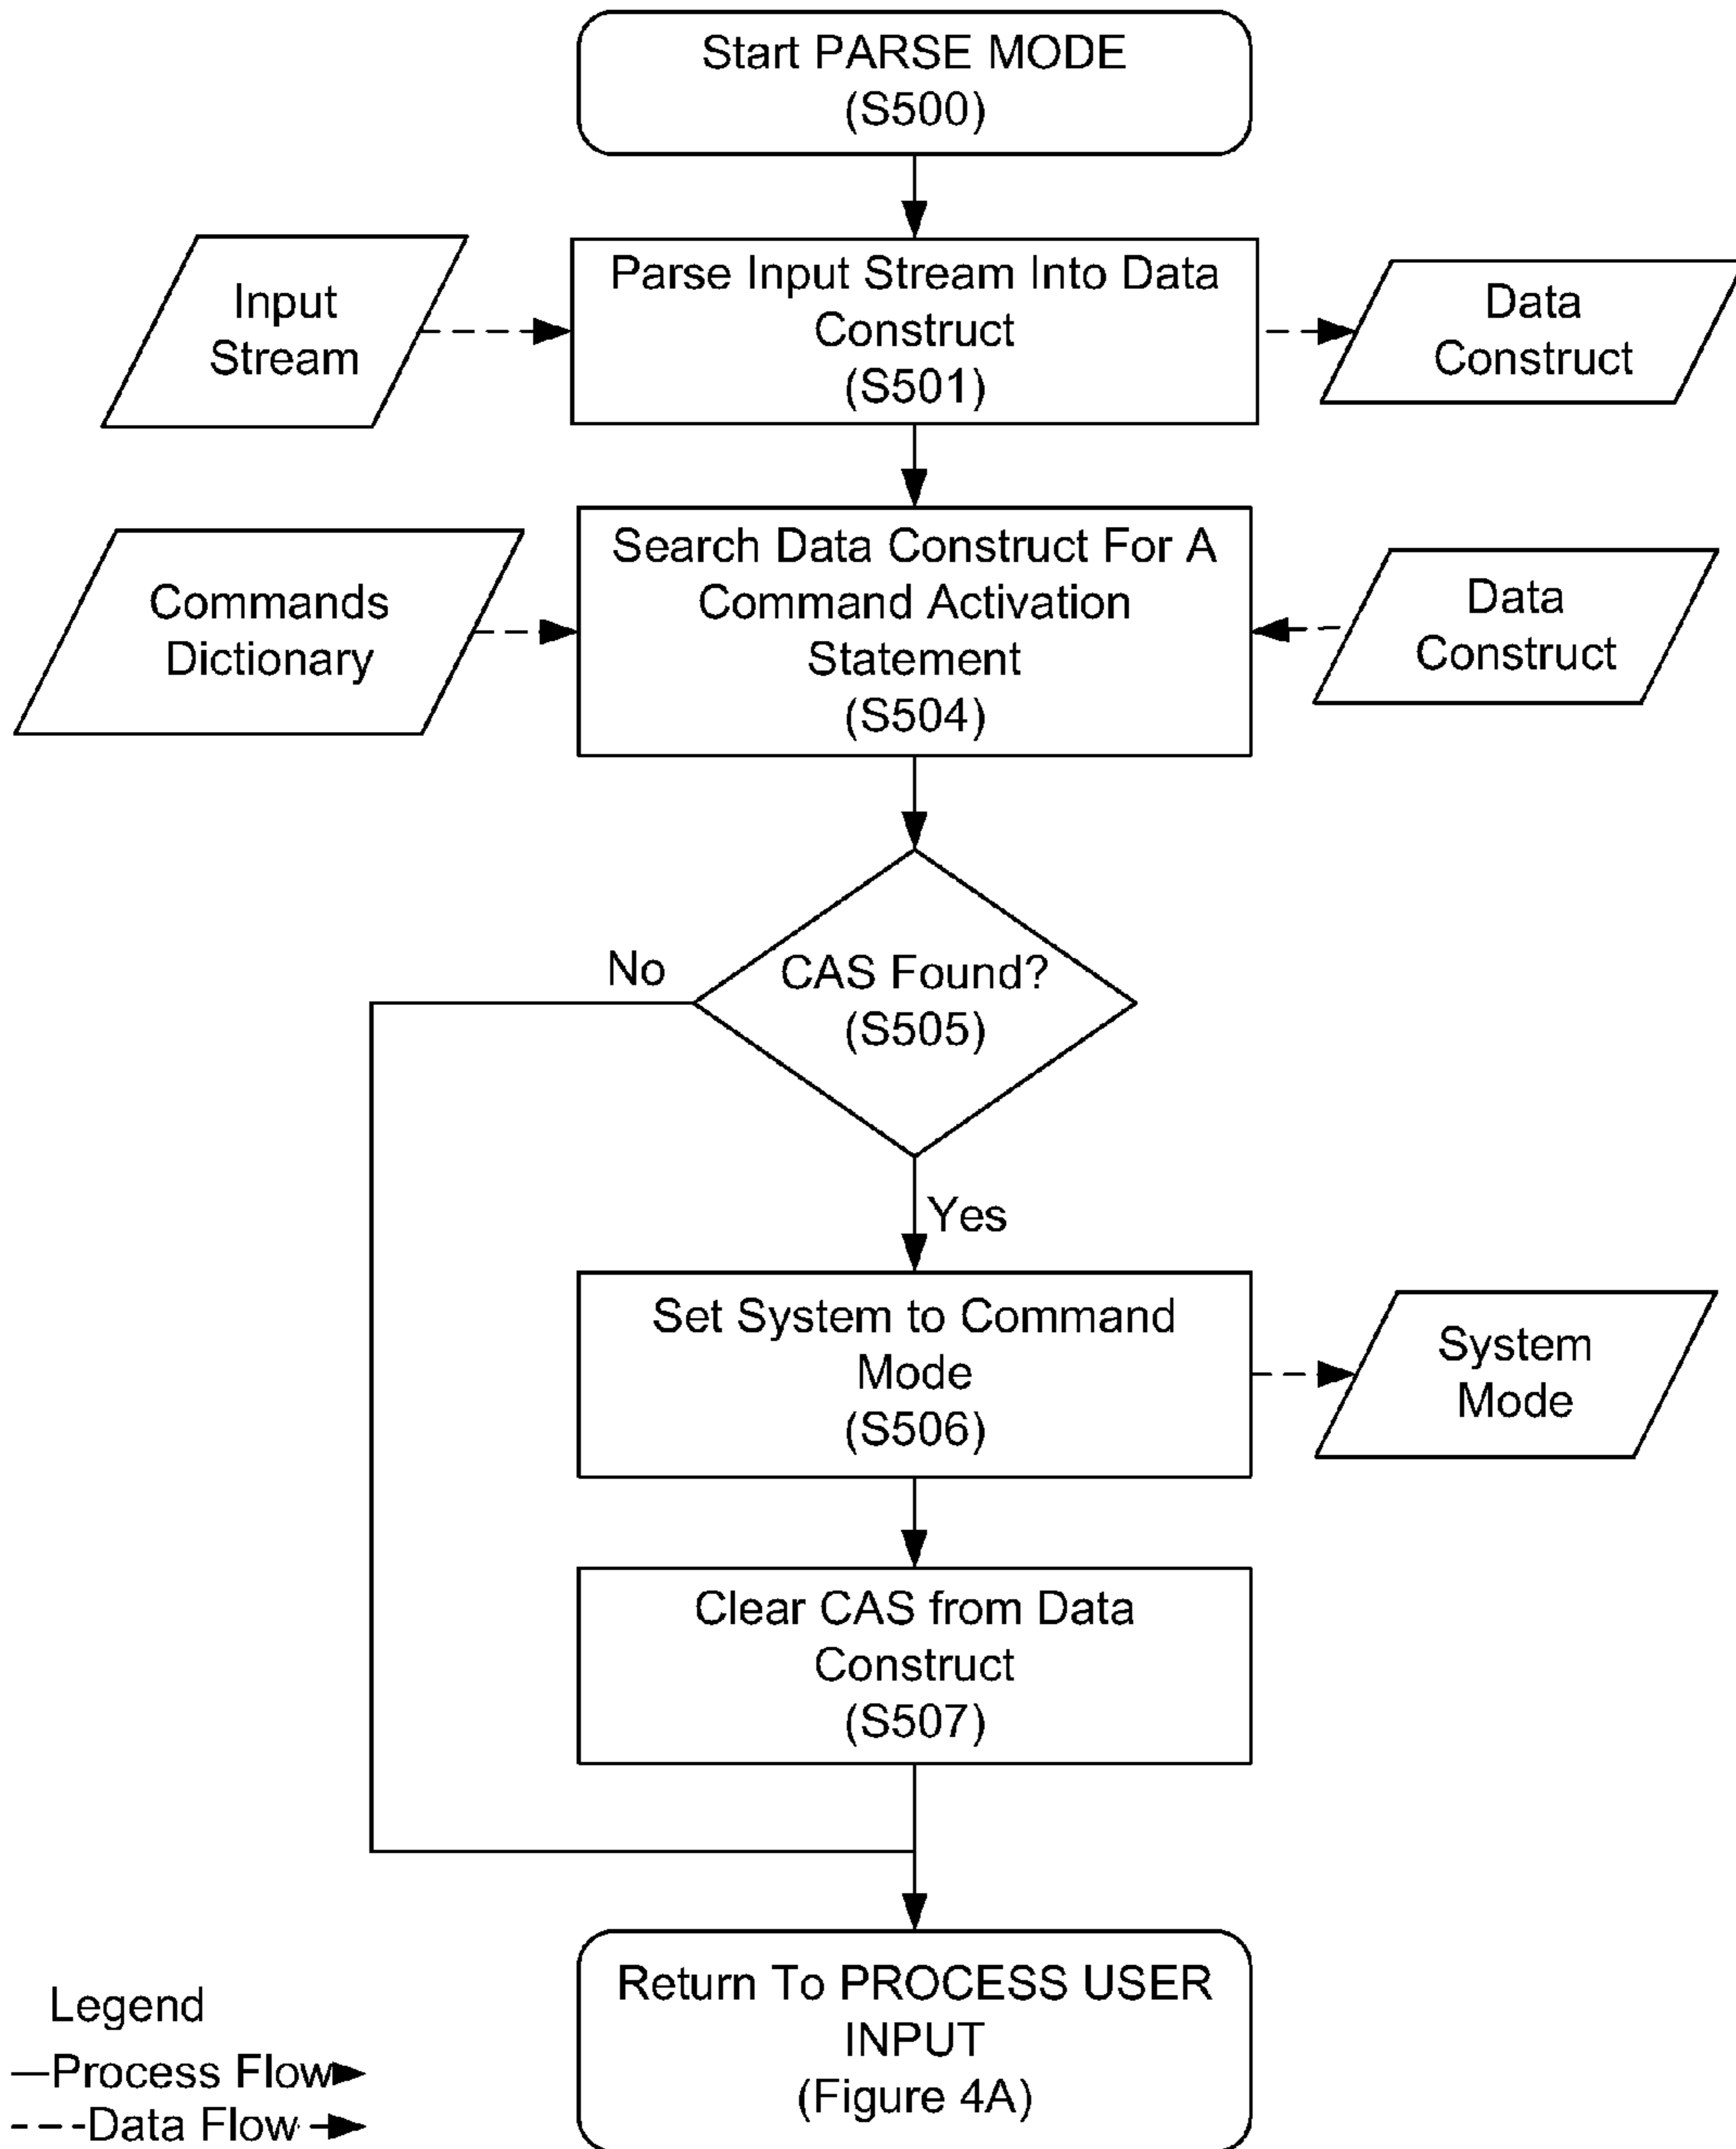 Start PARSE MODE
(S500)
Input
Stream
Parse Input Stream Into Data
Construct
(S501)
Data
Construct
Commands
Dictionary
Search Data Construct For A
Command Activation
Statement
(S504)
Data
Construct
No
CAS Found?
(S505)
Yes
Set System to Command
Mode
(S506)
System
Mode
Clear CAS from Data
Construct
(S507)
Return To PROCESS USER
INPUT
(Figure 4A)
Legend
Process Flow
Data Flow